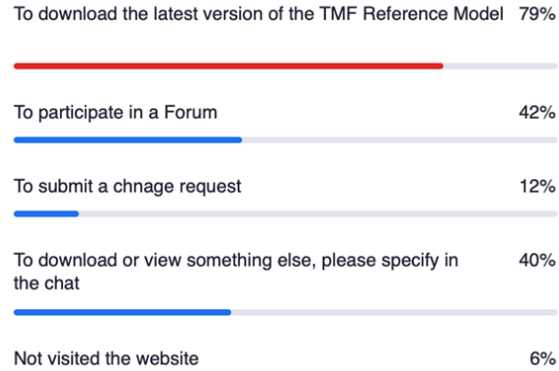 To download the latest version of the TMF Reference Model 79%
To participate in a Forum 42%
To submit a chnage request 12%
To download or view something else, please specify in 40%
the chat
Not visited the website 6%